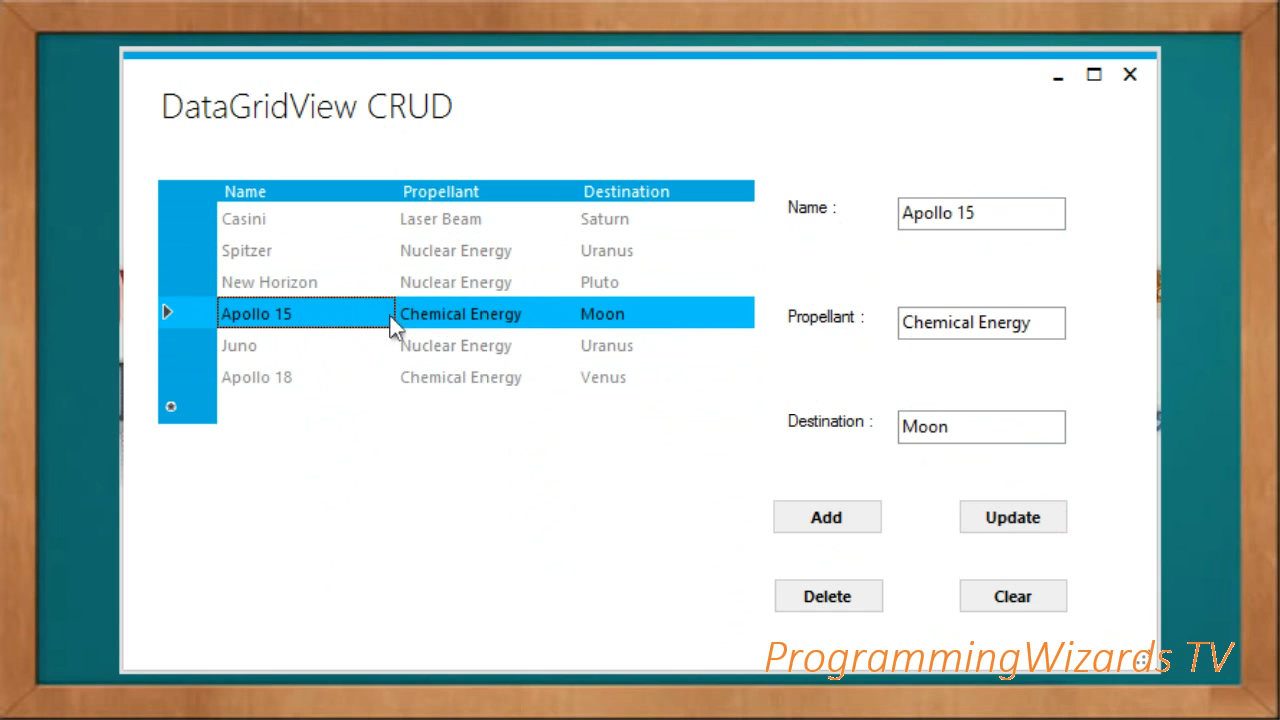 DataGridView CRUD
Name Propellant Destination
Casini Laser Beam Saturn
Spitzer Nuclear Energy Uranus
New Horizon Nuclear Energy Pluto
Apollo 15 Chemical Energy Moon
Juno Nuclear Energy Uranus
Apollo 18 Chemical Energy Venus
Name : Apollo 15
Propellant : Chemical Energy
Destination : Moon
Add Update
Delete Clear
ProgrammingWizards TV